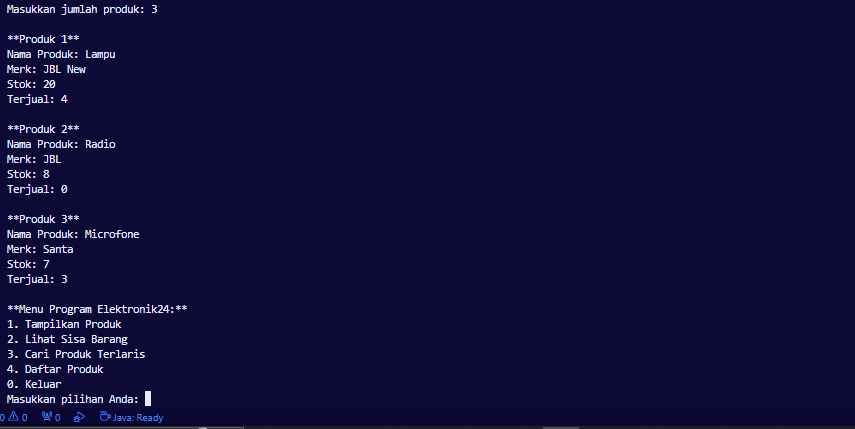 Masukkan jumlah produk: 3
**Produk 1**
Nama Produk: Lampu
Merk: JBL New
Stok: 20
Terjual: 4
**Produk 2**
Nama Produk: Radio
Merk: JBL
Stok: 8
Terjual: 0
**Produk 3**
Nama Produk: Microfone
Merk: Santa
Stok: 7
Terjual: 3
**Menu Program Elektronik24:**
1. Tampilkan Produk
2. Lihat Sisa Barang
3. Cari Produk Terlaris
4. Daftar Produk
0. Keluar
Masukkan pilihan Anda:
0 0 0 Java: Ready